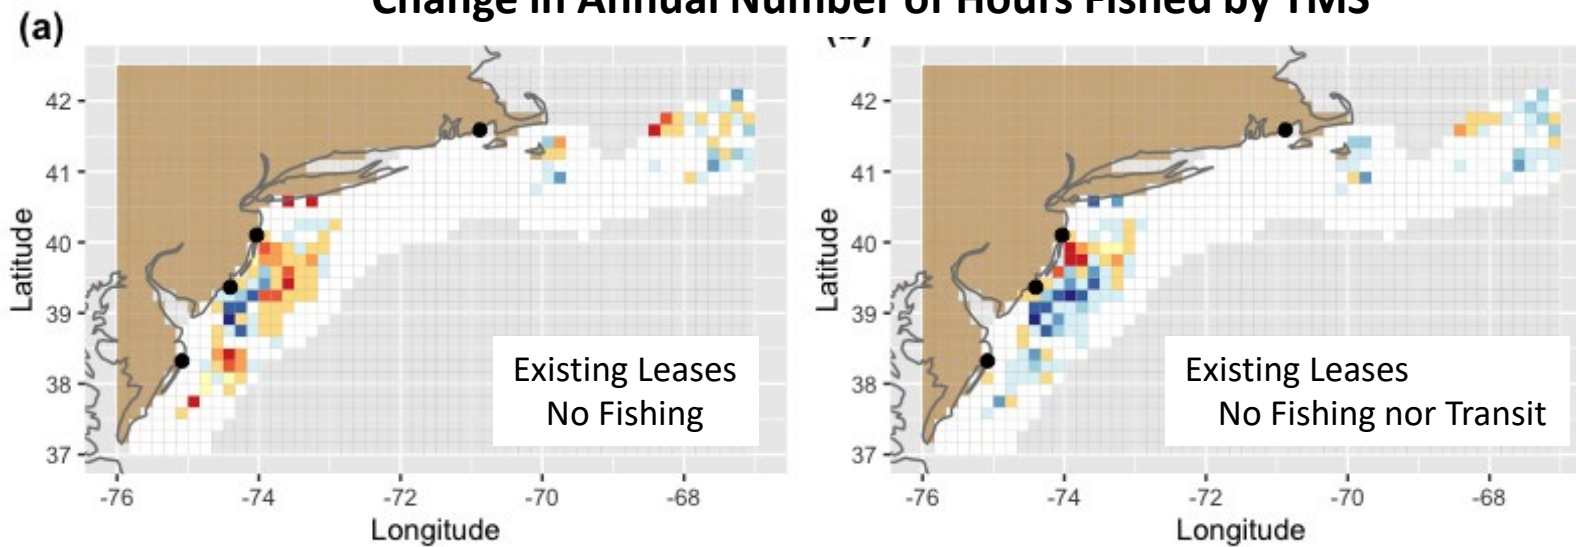 Change in Annual Number of Hours Fished by TMS
(a)
(b)
42
41
40
39
38
37
Latitude
-76 -74 -72 -70 -68
Longitude
Existing Leases
No Fishing
42
41
40
39
38
37
Latitude
-76 -74 -72 -70 -68
Longitude
Existing Leases
No Fishing nor Transit